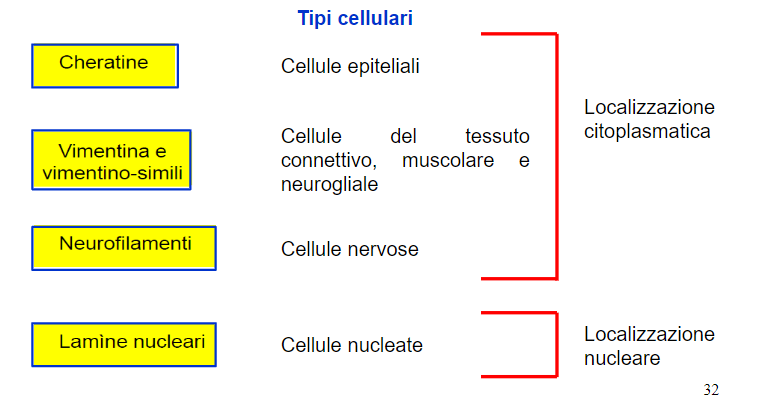 Tipi cellulari
Cheratine
Cellule epiteliali
Localizzazione
citoplasmatica
Vimentina e
vimentino-simili
Cellule del tessuto
connettivo, muscolare e
neurogliale
Neurofilamenti
Cellule nervose
Lamìne nucleari
Cellule nucleate
Localizzazione
nucleare
32